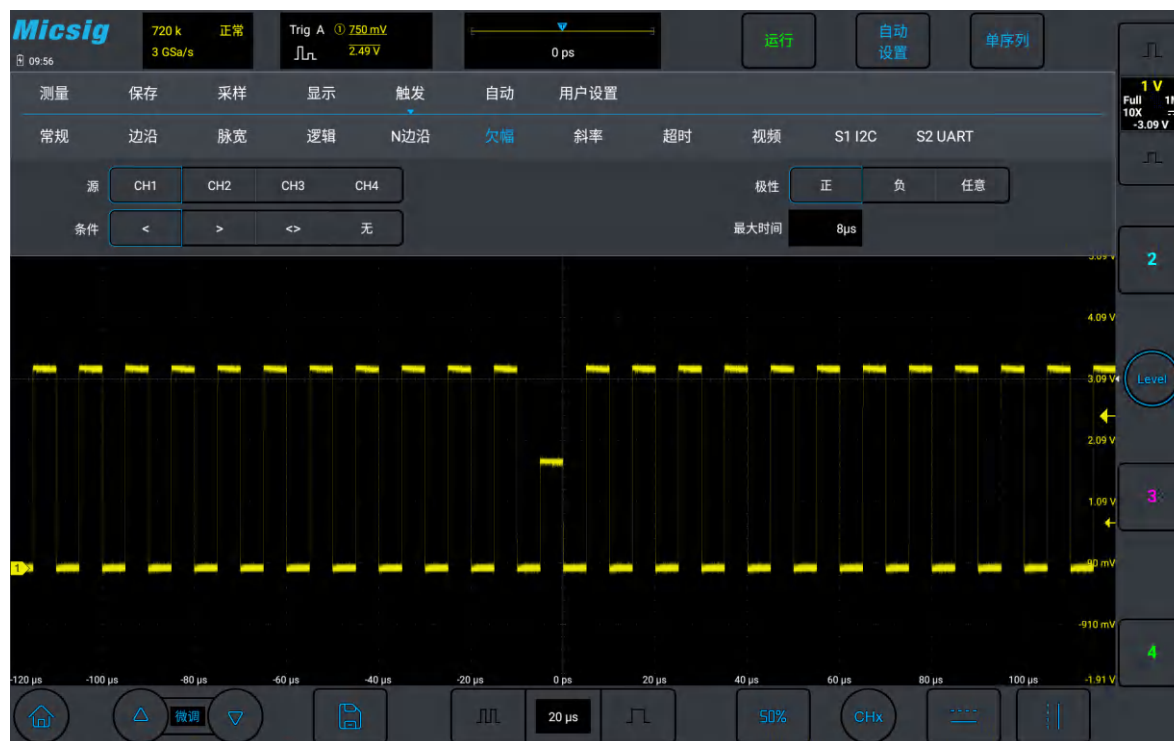 Micsig 720 k 正常 Trig A ① 750 mV
09:56 3 GSa/s 2.49 V 0 ps 运行 自动设置 单序列
测量 保存 采样 显示 触发 自动 用户设置
常规 边沿 脉宽 逻辑 N边沿 欠幅 斜率 超时 视频 S1 I2C S2 UART
源 CH1 CH2 CH3 CH4 极性 正 负 任意
条件 < > <> 无 最大时间 8μs
1 V
Full 1M
10X
-3.09 V
5.09 V
2
4.09 V
3.09 V
Level
2.09 V
1.09 V
3
1
90 mV
-910 mV
4
-120 μs -100 μs -80 μs -60 μs -40 μs -20 μs 0 ps 20 μs 40 μs 60 μs 80 μs 100 μs -1.91 V
微调 20 μs 50% CHx